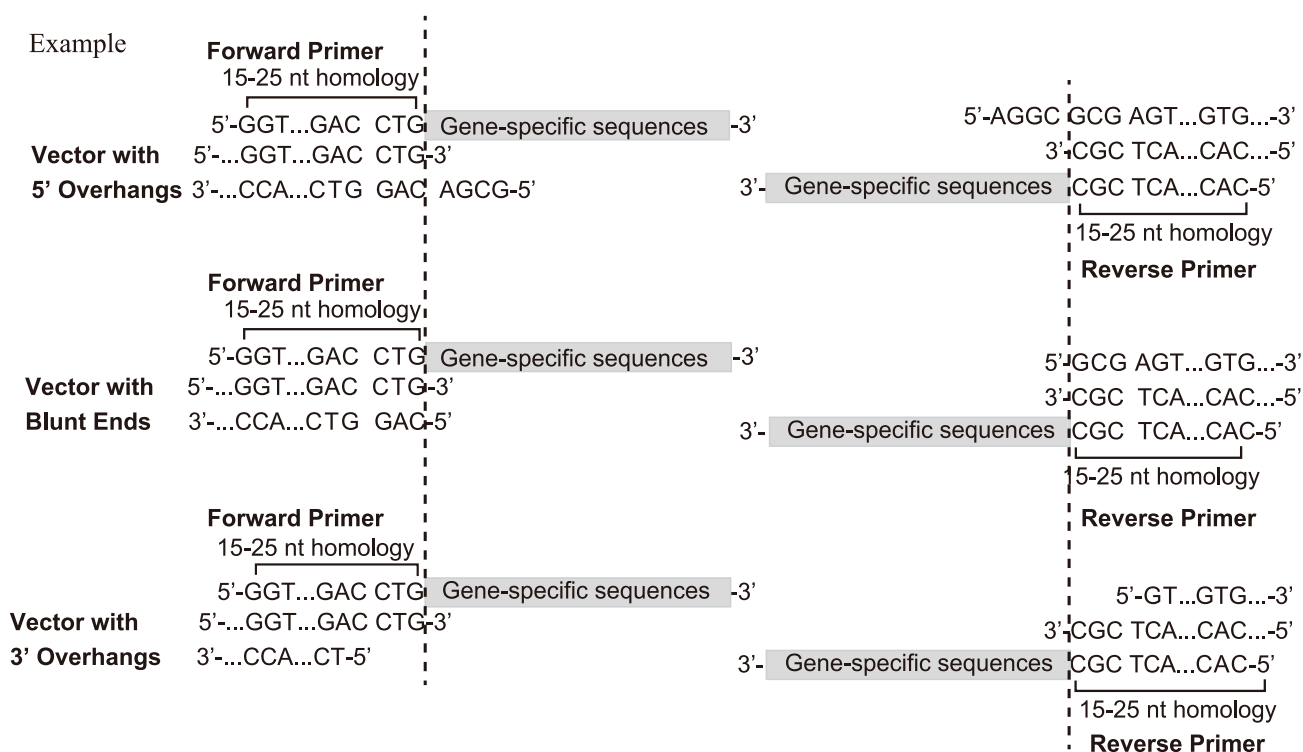 Example
Forward Primer
15-25 nt homology
5’-GGT...GAC CTG Gene-specific sequences -3’
Vector with 5’-...GGT...GAC CTG-3’
5’ Overhangs 3’-...CCA...CTG GAC AGCG-5’
5’-AGGC GCG AGT...GTG...-3’
3’-CGC TCA...CAC...-5’
3’- Gene-specific sequences CGC TCA...CAC-5’
15-25 nt homology
Reverse Primer
Forward Primer
15-25 nt homology
5’-GGT...GAC CTG Gene-specific sequences -3’
Vector with 5’-...GGT...GAC CTG-3’
Blunt Ends 3’-...CCA...CTG GAC-5’
5’-GCG AGT...GTG...-3’
3’-CGC TCA...CAC...-5’
3’- Gene-specific sequences CGC TCA...CAC-5’
15-25 nt homology
Reverse Primer
Forward Primer
15-25 nt homology
5’-GGT...GAC CTG Gene-specific sequences -3’
Vector with 5’-...GGT...GAC CTG-3’
3’ Overhangs 3’-...CCA...CT-5’
5’-GT...GTG...-3’
3’-CGC TCA...CAC...-5’
3’- Gene-specific sequences CGC TCA...CAC-5’
15-25 nt homology
Reverse Primer